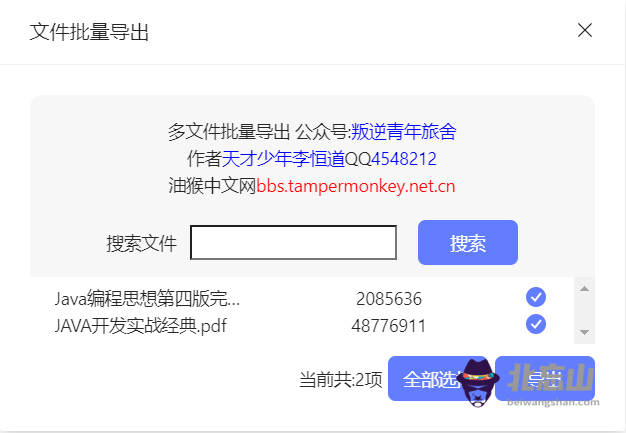 文件批量导出
多文件批量导出 公众号:叛逆青年旅舍
作者天才少年李恒道QQ4548212
油猴中文网bbs.tampermonkey.net.cn
搜索文件 搜索
Java编程思想第四版完... 2085636
JAVA开发实战经典.pdf 48776911
当前共:2项 全部选 导出
北忘山
beiwangshan.com